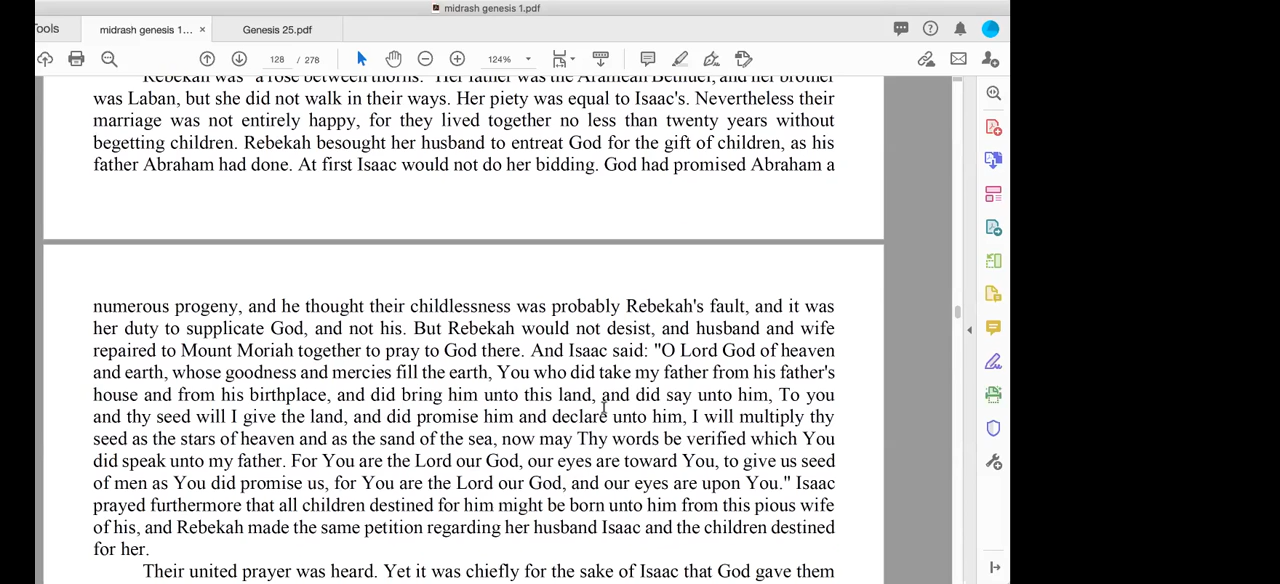 midrash genesis 1.pdf
Tools midrash genesis 1... × Genesis 25.pdf
128 / 278 124%
Rebekah was "a rose between thorns." Her father was the Aramean Bethuel, and her brother
was Laban, but she did not walk in their ways. Her piety was equal to Isaac's. Nevertheless their
marriage was not entirely happy, for they lived together no less than twenty years without
begetting children. Rebekah besought her husband to entreat God for the gift of children, as his
father Abraham had done. At first Isaac would not do her bidding. God had promised Abraham a
numerous progeny, and he thought their childlessness was probably Rebekah's fault, and it was
her duty to supplicate God, and not his. But Rebekah would not desist, and husband and wife
repaired to Mount Moriah together to pray to God there. And Isaac said: "O Lord God of heaven
and earth, whose goodness and mercies fill the earth, You who did take my father from his father's
house and from his birthplace, and did bring him unto this land, and did say unto him, To you
and thy seed will I give the land, and did promise him and declare unto him, I will multiply thy
seed as the stars of heaven and as the sand of the sea, now may Thy words be verified which You
did speak unto my father. For You are the Lord our God, our eyes are toward You, to give us seed
of men as You did promise us, for You are the Lord our God, and our eyes are upon You." Isaac
prayed furthermore that all children destined for him might be born unto him from this pious wife
of his, and Rebekah made the same petition regarding her husband Isaac and the children destined
for her.
Their united prayer was heard. Yet it was chiefly for the sake of Isaac that God gave them